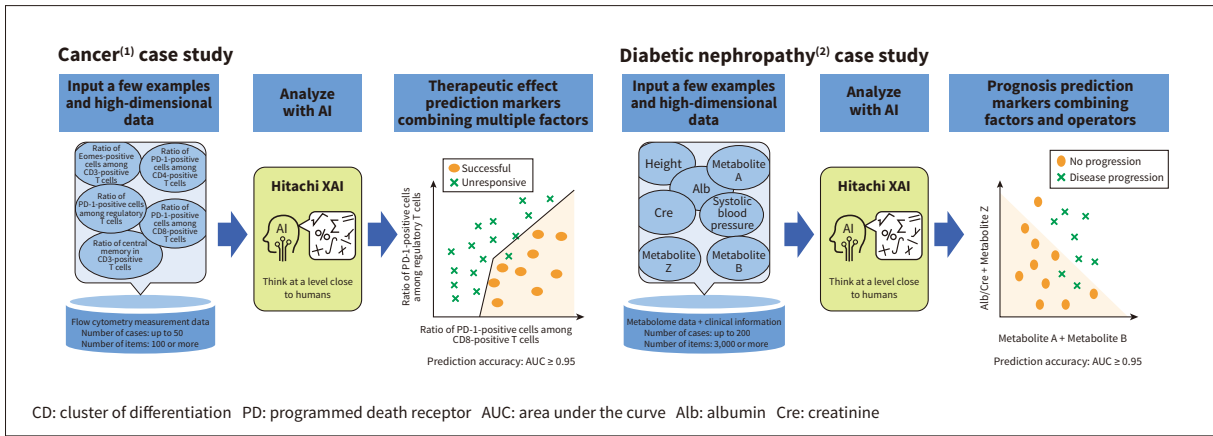 Cancer(1) case study
Input a few examples
and high-dimensional
data
Analyze
with AI
Therapeutic effect
prediction markers
combining multiple factors
Ratio of
Eomes-positive
cells among
CD3-positive
T cells
Ratio of
PD-1-positive
cells among
CD4-positive
T cells
Ratio of
PD-1-positive cells
among regulatory
T cells
Ratio of
PD-1-positive
cells among
CD8-positive
T cells
Ratio of central
memory in
CD3-positive
T cells
Flow cytometry measurement data
Number of cases: up to 50
Number of items: 100 or more
Hitachi XAI
AI
Think at a level close
to humans
Successful
Unresponsive
Ratio of PD-1-positive cells
among regulatory T cells
Ratio of PD-1-positive cells among
CD8-positive T cells
Prediction accuracy: AUC ≥ 0.95
Diabetic nephropathy(2) case study
Input a few examples
and high-dimensional
data
Analyze
with AI
Prognosis prediction
markers combining
factors and operators
Height
Metabolite
A
Alb
Cre
Systolic
blood
pressure
Metabolite
Z
Metabolite
B
Metabolome data + clinical information
Number of cases: up to 200
Number of items: 3,000 or more
Hitachi XAI
AI
Think at a level close
to humans
No progression
Disease progression
Alb/Cre + Metabolite Z
Metabolite A + Metabolite B
Prediction accuracy: AUC ≥ 0.95
CD: cluster of differentiation PD: programmed death receptor AUC: area under the curve Alb: albumin Cre: creatinine